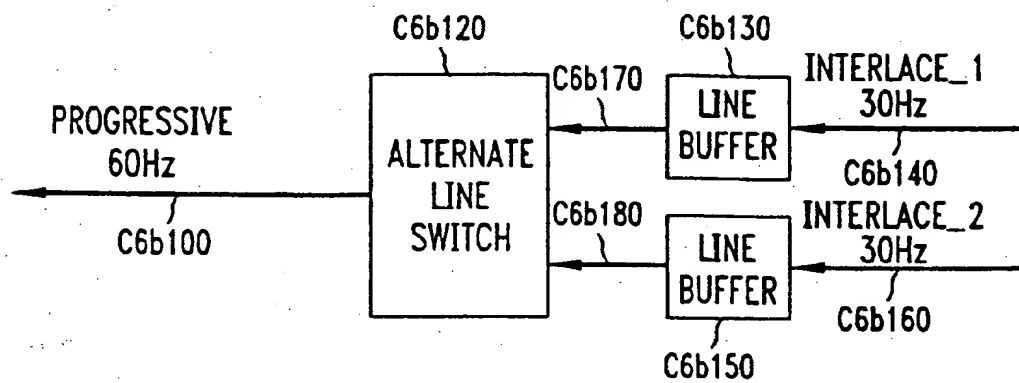 C6b120
C6b130
C6b170
INTERLACE_1
30Hz
LINE
BUFFER
C6b140
PROGRESSIVE
60Hz
C6b100
ALTERNATE
LINE
SWITCH
C6b180
INTERLACE_2
30Hz
LINE
BUFFER
C6b160
C6b150